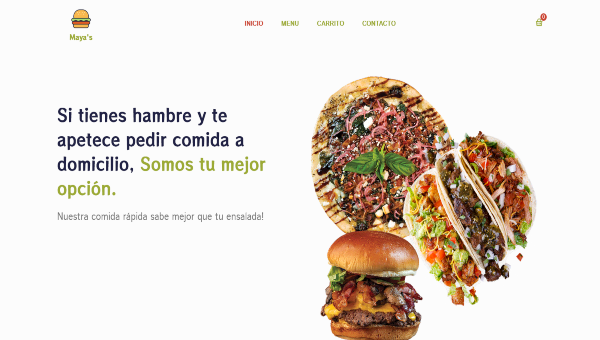 Maya's
INICIO MENU CARRITO CONTACTO
0
Si tienes hambre y te
apetece pedir comida a
domicilio, Somos tu mejor
opción.
Nuestra comida rápida sabe mejor que tu ensalada!